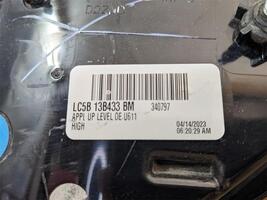 LC5B 13B433 BM 340797
APPL UP LEVEL OE U611
HIGH
04/14/2023
06:20:29 AM